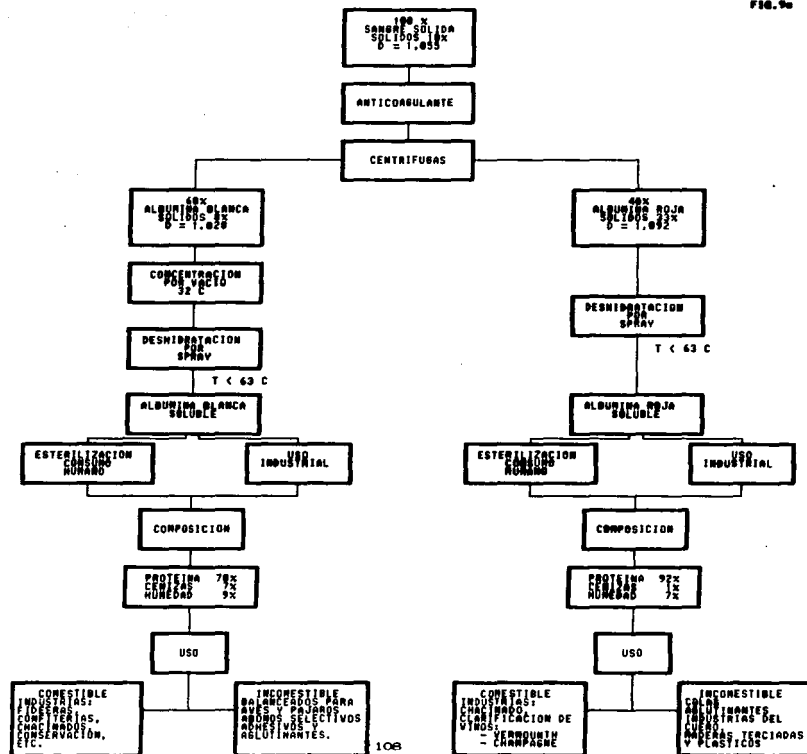 FIG.9a
100 %
SANGRE SOLIDA
SOLIDOS 18%
D = 1,055
ANTICOAGULANTE
CENTRIFUGAS
60%
ALBUMINA BLANCA
SOLIDOS 8%
D = 1.020
40%
ALBUMINA ROJA
SOLIDOS 33%
D = 1,092
CONCENTRACION
POR VACIO
32 C
DESHIDRATACION
POR
SPRAY
T < 63 C
DESHIDRATACION
POR
SPRAY
T < 63 C
ALBUMINA BLANCA
SOLUBLE
ALBUMINA ROJA
SOLUBLE
ESTERILIZACION
CONSUMO
HUMANO
USO
INDUSTRIAL
ESTERILIZACION
CONSUMO
HUMANO
USO
INDUSTRIAL
COMPOSICION
COMPOSICION
PROTEINA 70%
CENIZAS 7%
HUMEDAD 9%
PROTEINA 92%
CENIZAS 1%
HUMEDAD 7%
USO
USO
COMESTIBLE
INDUSTRIAS:
FIDEERAS,
CONFITERIAS,
CHACINADOS
CONSERVACION,
ETC.
INCOMESTIBLE
BALANCEADOS PARA
AVES Y PAJAROS
ABONOS SELECTIVOS
ADHESIVOS Y
AGLUTINANTES.
COMESTIBLE
INDUSTRIAS:
CHACINADO.
CLARIFICACION DE
VINOS:
- VERMOUNTH
- CHAMPAGNE
INCOMESTIBLE
COLAS
AGLUTINANTES
INDUSTRIAS DEL
CUERO
MADERAS TERCIADAS
Y PLASTICOS
108